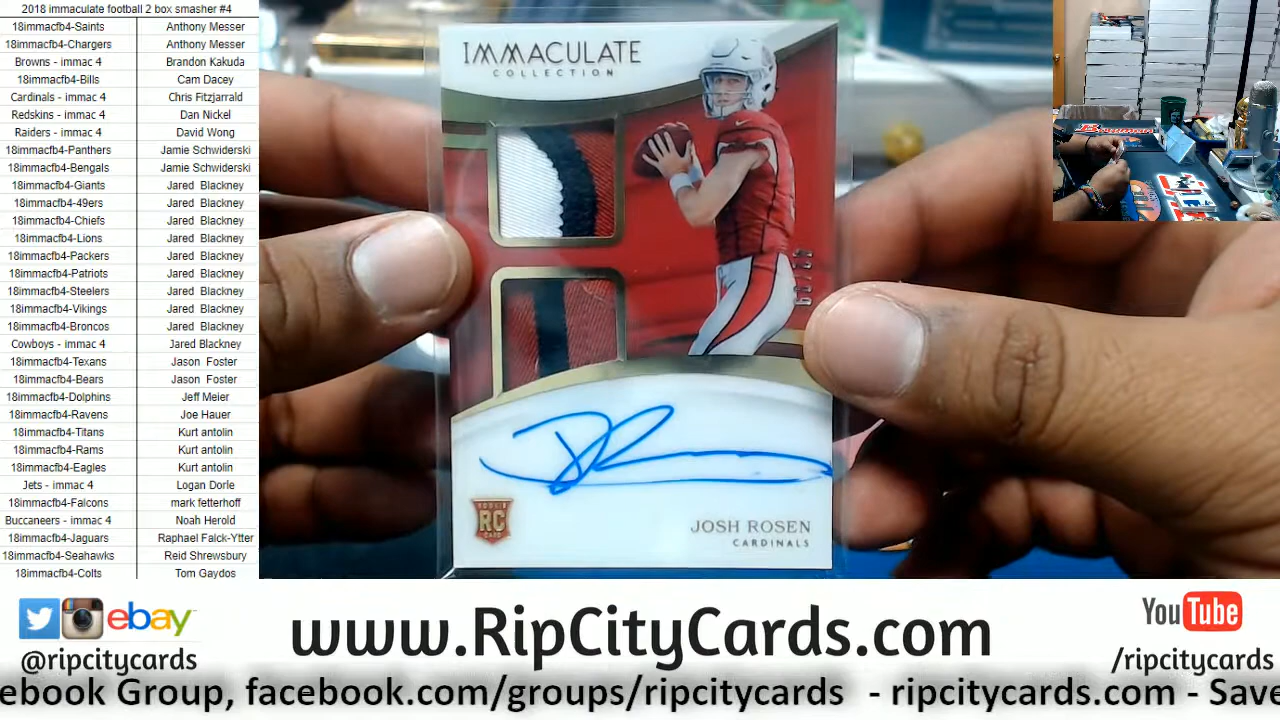 2018 immaculate football 2 box smasher #4
18immacfb4-Saints Anthony Messer
18immacfb4-Chargers Anthony Messer
Browns - immac 4 Brandon Kakuda
18immacfb4-Bills Cam Dacey
Cardinals - immac 4 Chris Fitzjarrald
Redskins - immac 4 Dan Nickel
Raiders - immac 4 David Wong
18immacfb4-Panthers Jamie Schwiderski
18immacfb4-Bengals Jamie Schwiderski
18immacfb4-Giants Jared Blackney
18immacfb4-49ers Jared Blackney
18immacfb4-Chiefs Jared Blackney
18immacfb4-Lions Jared Blackney
18immacfb4-Packers Jared Blackney
18immacfb4-Patriots Jared Blackney
18immacfb4-Steelers Jared Blackney
18immacfb4-Vikings Jared Blackney
18immacfb4-Broncos Jared Blackney
Cowboys - immac 4 Jared Blackney
18immacfb4-Texans Jason Foster
18immacfb4-Bears Jason Foster
18immacfb4-Dolphins Jeff Meier
18immacfb4-Ravens Joe Hauer
18immacfb4-Titans Kurt antolin
18immacfb4-Rams Kurt antolin
18immacfb4-Eagles Kurt antolin
Jets - immac 4 Logan Dorle
18immacfb4-Falcons mark fetterhoff
Buccaneers - immac 4 Noah Herold
18immacfb4-Jaguars Raphael Falck-Ytter
18immacfb4-Seahawks Reid Shrewsbury
18immacfb4-Colts Tom Gaydos
IMMACULATE
COLLECTION
RC
JOSH ROSEN
CARDINALS
ebay
@ripcitycards
www.RipCityCards.com
YouTube
/ripcitycards
ebook Group, facebook.com/groups/ripcitycards - ripcitycards.com - Save